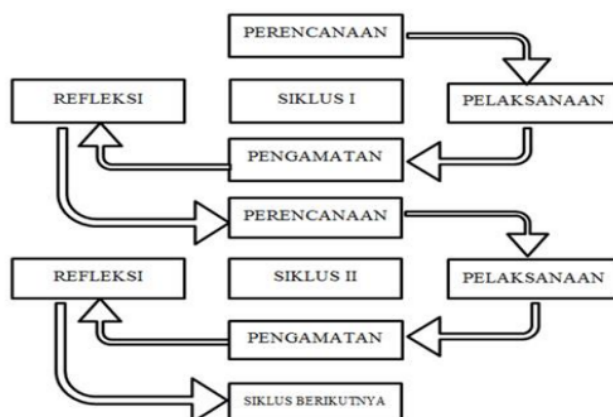 PERENCANAAN
REFLEKSI
SIKLUS I
PELAKSANAAN
PENGAMATAN
PERENCANAAN
REFLEKSI
SIKLUS II
PELAKSANAAN
PENGAMATAN
SIKLUS BERIKUTNYA